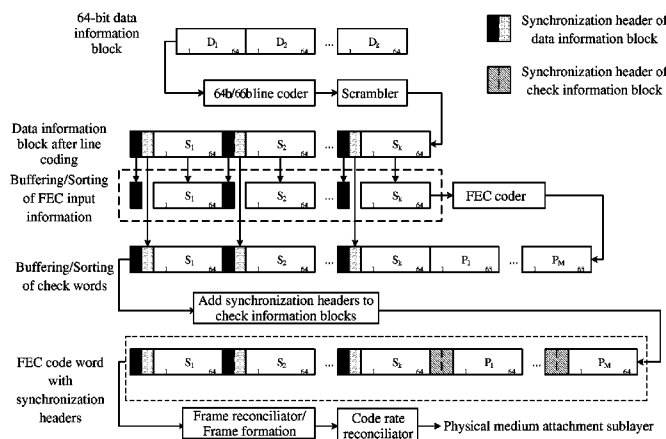 64-bit data
information
block
D1
1 64
D2
1 64
...
Dk
1 64
Synchronization header of
data information block
Synchronization header of
check information block
64b/66b line coder
Scrambler
Data information
block after line
coding
S1
1 64
S2
1 64
...
Sk
1 64
Buffering/Sorting
of FEC input
information
S1
1 64
S2
1 64
...
Sk
1 64
FEC coder
Buffering/Sorting
of check words
S1
1 64
S2
1 64
...
Sk
1 64
P1
1 65
...
PM
1 65
Add synchronization headers to
check information blocks
FEC code word
with
synchronization
headers
S1
1 64
S2
1 64
...
Sk
1 64
P1
1 64
...
PM
1 64
Frame reconciliator/
Frame formation
Code rate
reconciliator
Physical medium attachment sublayer